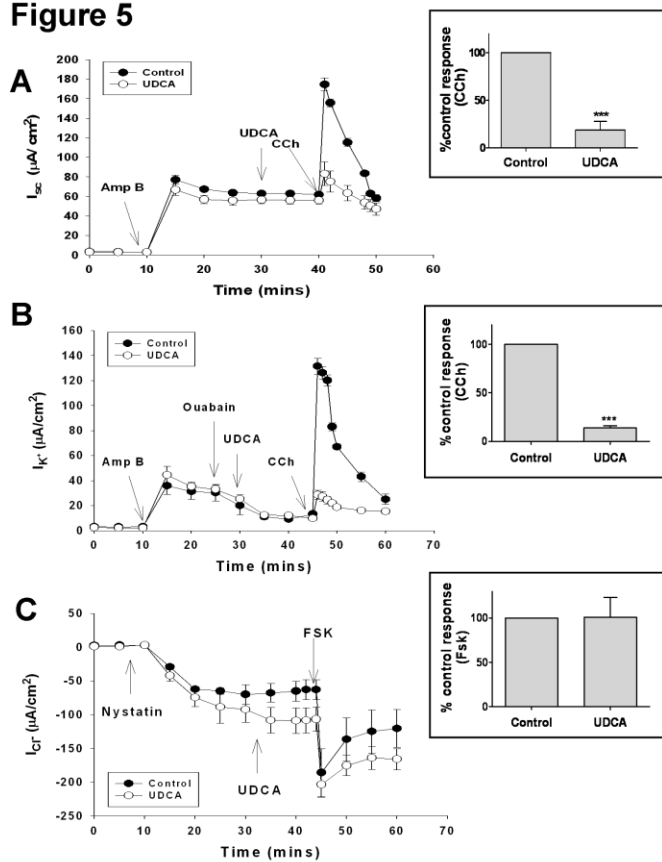 Figure 5
A
Control
UDCA
200
180
160
140
120
100
80
60
40
20
0
I_sc (µA/cm²)
Amp B
UDCA
CCh
0 10 20 30 40 50 60
Time (mins)
%control response
(CCh)
100
50
0
***
Control UDCA
B
Control
UDCA
160
140
120
100
80
60
40
20
0
I_K⁺ (µA/cm²)
Amp B
Ouabain
UDCA
CCh
0 10 20 30 40 50 60 70
Time (mins)
% control response
(CCh)
100
50
0
***
Control UDCA
C
50
0
-50
-100
-150
-200
-250
I_Cl⁻ (µA/cm²)
Nystatin
UDCA
FSK
Control
UDCA
0 10 20 30 40 50 60 70
Time (mins)
% control response
(Fsk)
100
50
0
Control UDCA